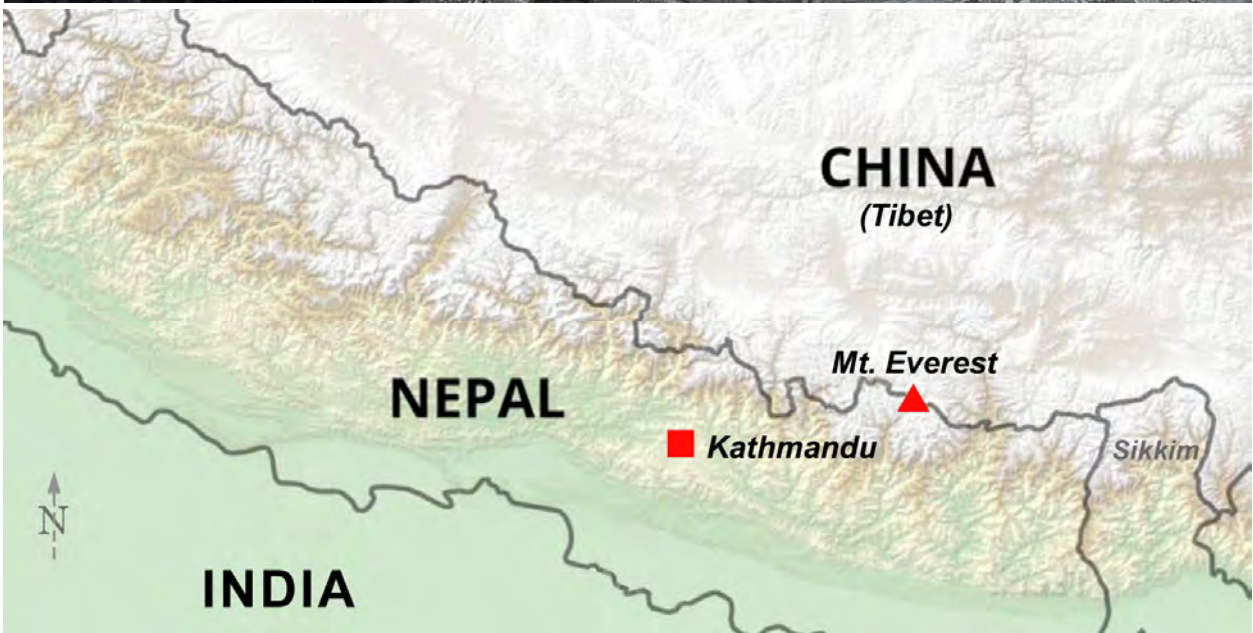 CHINA
(Tibet)
Mt. Everest
NEPAL
Kathmandu
Sikkim
N
INDIA